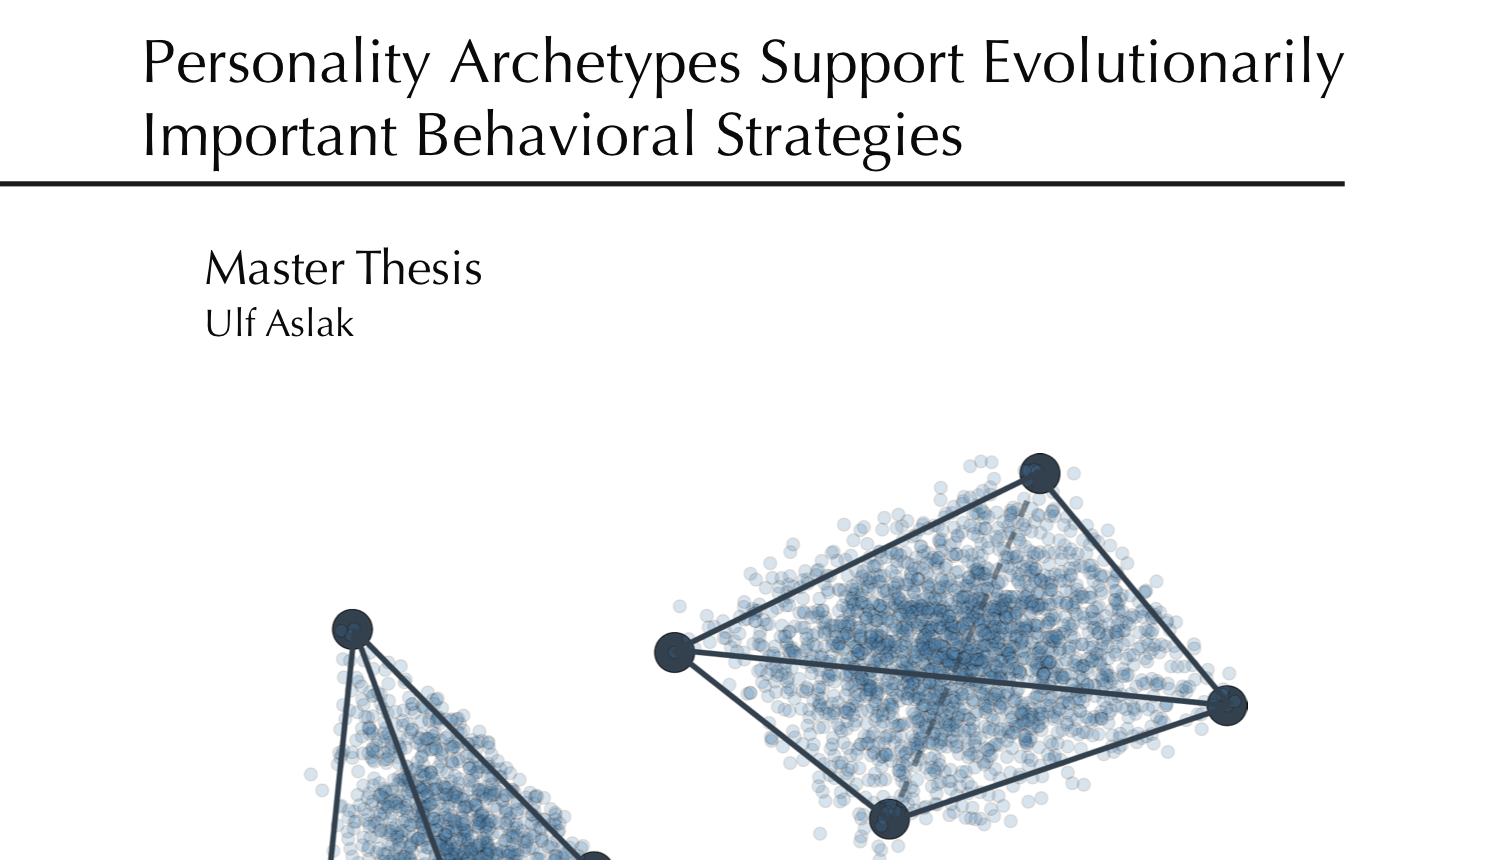 Personality Archetypes Support Evolutionarily
Important Behavioral Strategies
Master Thesis
Ulf Aslak